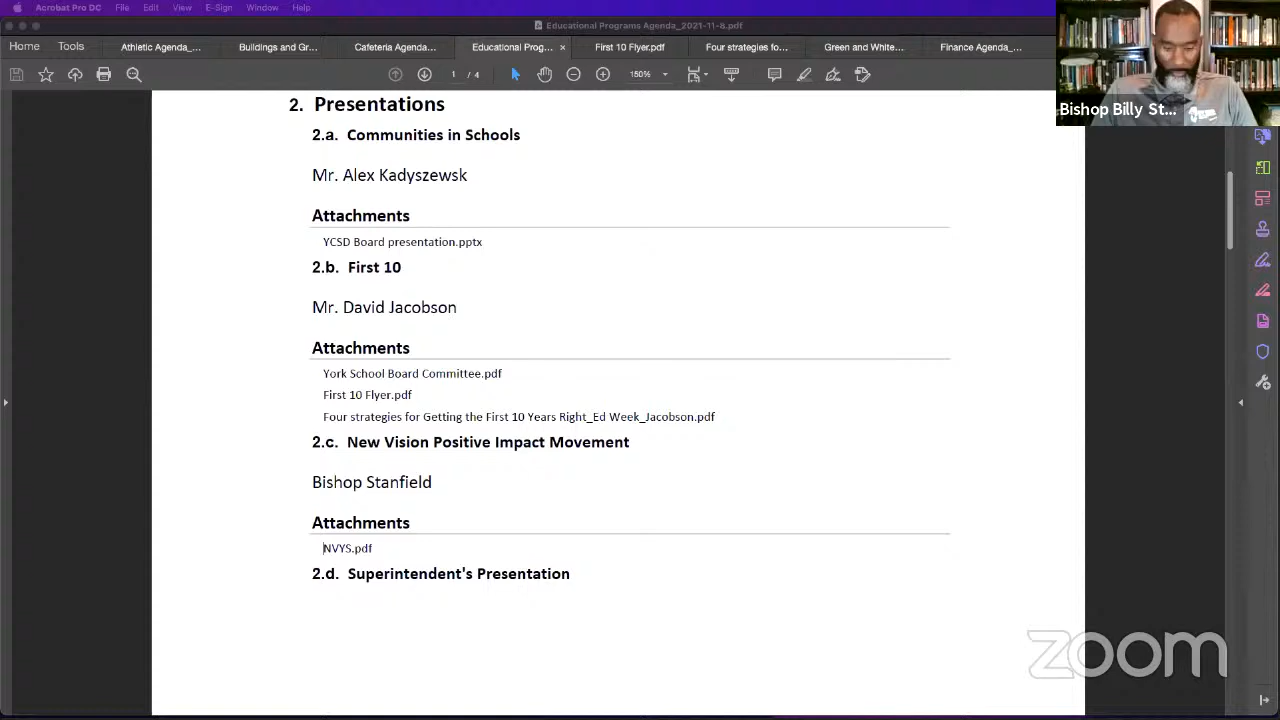 Acrobat Pro DC File Edit View E-Sign Window Help
Educational Programs Agenda_2021-11-8.pdf
Home Tools Athletic Agenda_... Buildings and Gr... Cafeteria Agenda... Educational Prog... × First 10 Flyer.pdf Four strategies fo... Green and White... Finance Agenda_...
1 / 4 150%
Bishop Billy St...
2. Presentations
2.a. Communities in Schools
Mr. Alex Kadyszewsk
Attachments
YCSD Board presentation.pptx
2.b. First 10
Mr. David Jacobson
Attachments
York School Board Committee.pdf
First 10 Flyer.pdf
Four strategies for Getting the First 10 Years Right_Ed Week_Jacobson.pdf
2.c. New Vision Positive Impact Movement
Bishop Stanfield
Attachments
NVYS.pdf
2.d. Superintendent's Presentation
zoom